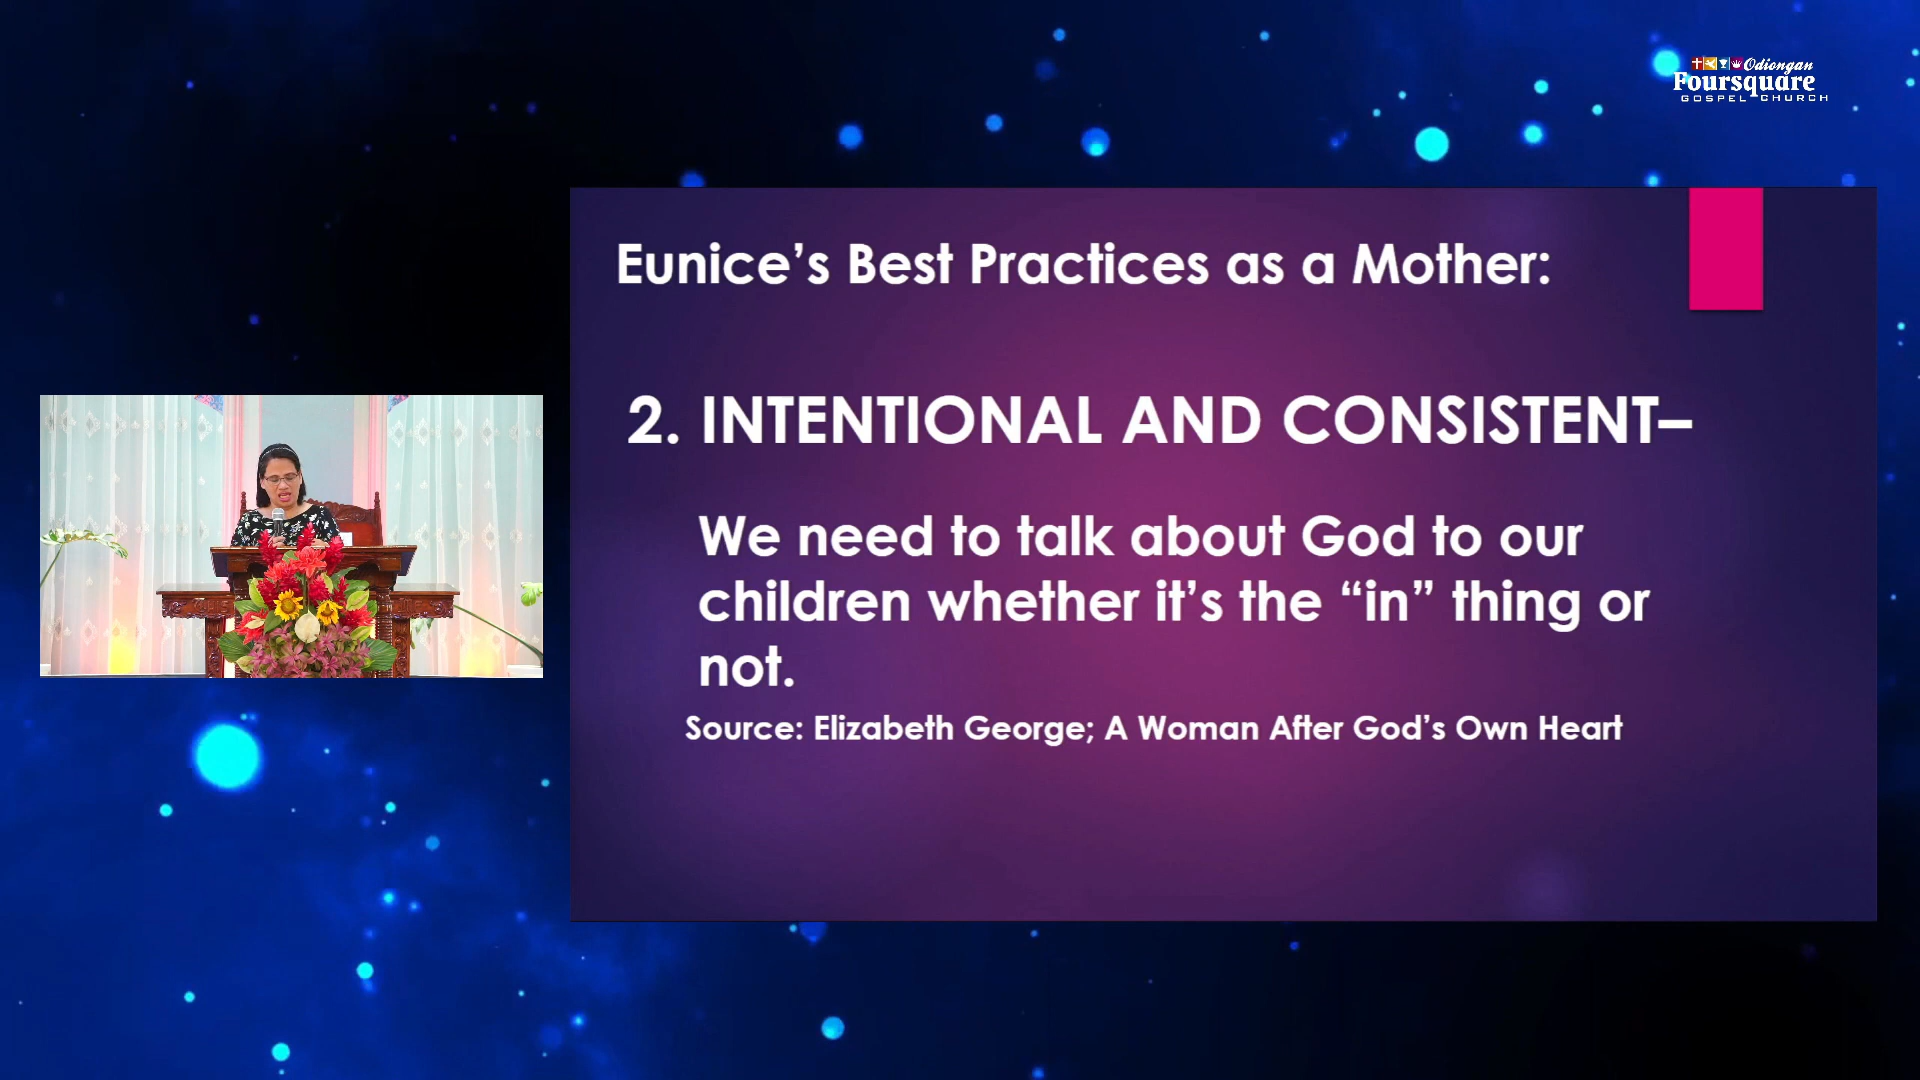 Odiongan
Foursquare
GOSPEL CHURCH
Eunice’s Best Practices as a Mother:
2. INTENTIONAL AND CONSISTENT–
We need to talk about God to our
children whether it’s the “in” thing or
not.
Source: Elizabeth George; A Woman After God’s Own Heart